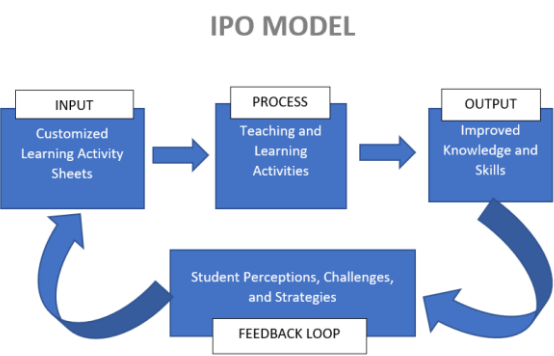 IPO MODEL
INPUT
Customized
Learning Activity
Sheets
PROCESS
Teaching and
Learning
Activities
OUTPUT
Improved
Knowledge and
Skills
Student Perceptions, Challenges,
and Strategies
FEEDBACK LOOP